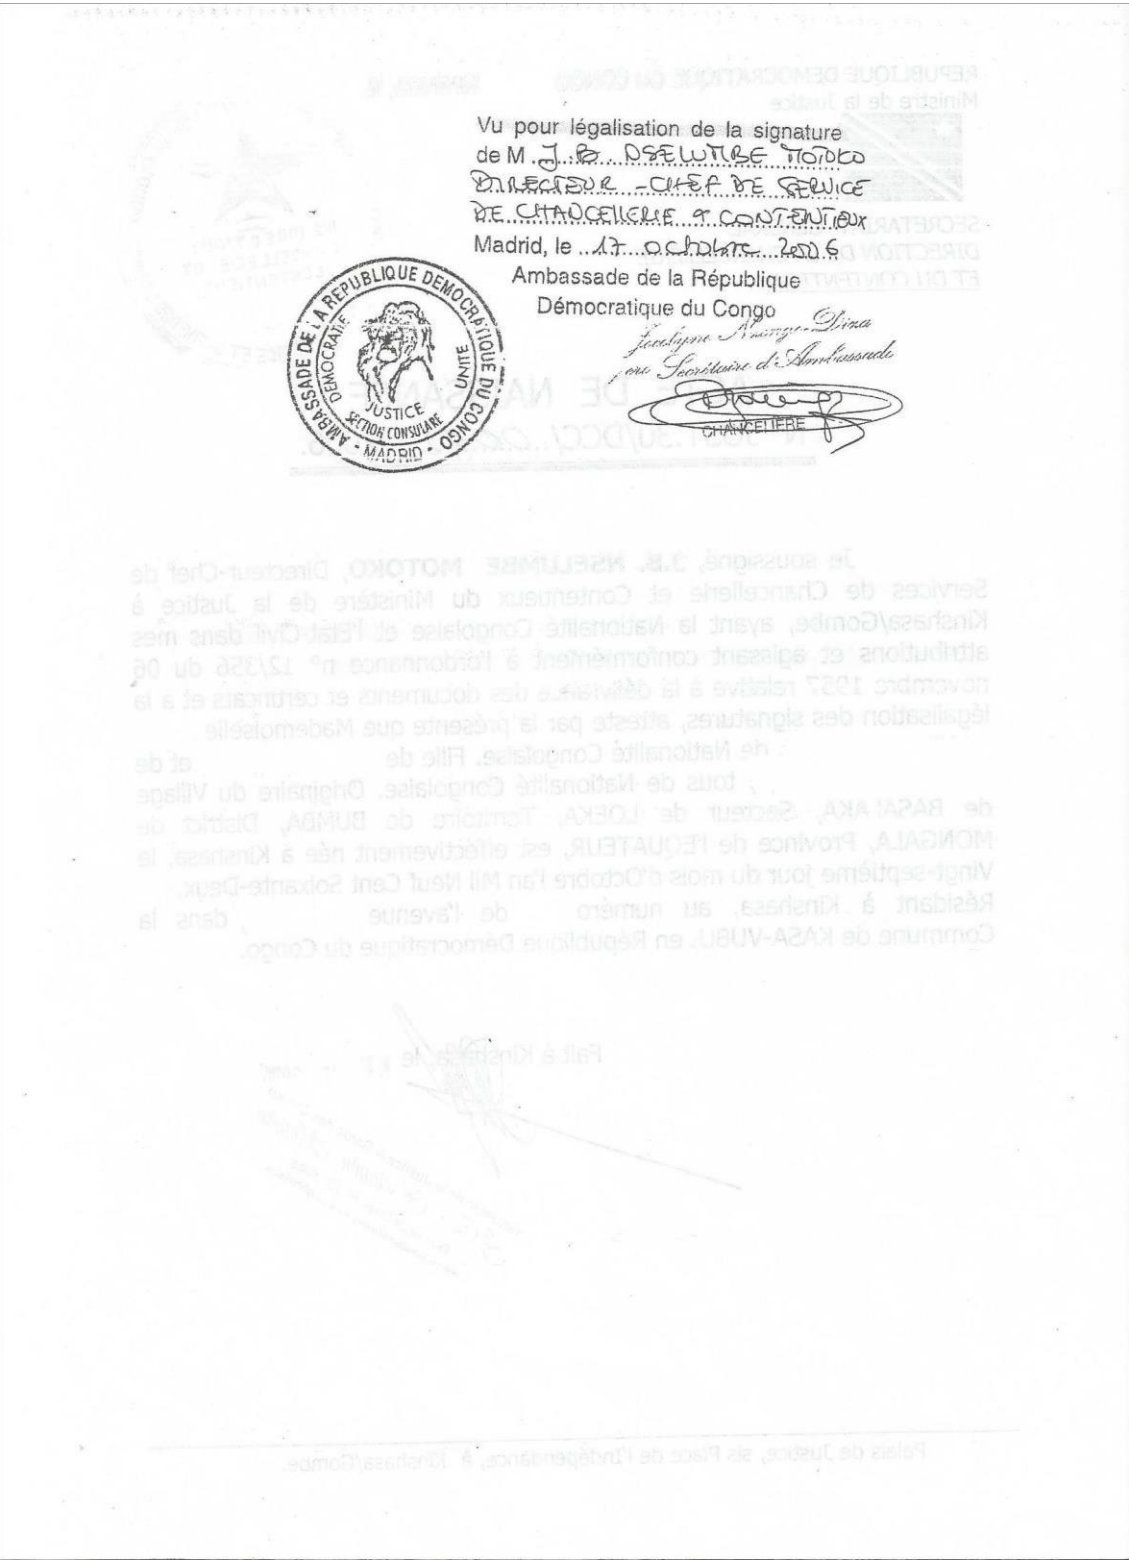 Vu pour légalisation de la signature
de M. J.B. NSELUMBE MOTOKO
DIRECTEUR - CHEF DE SERVICE
DE CHANCELLERIE & CONTENTIEUX
Madrid, le 17 octobre 2006
Ambassade de la République
Démocratique du Congo
Secrétaire d'Ambassade
CHANCELIERE
AMBASSADE DE LA REPUBLIQUE DEMOCRATIQUE DU CONGO
DEMOCRATIE
UNITE
JUSTICE
SECTION CONSULAIRE
- MADRID -
REPUBLIQUE DEMOCRATIQUE DU CONGO Kinshasa, le
Ministre de la Justice
DE
Je soussigné, J.B. NSELUMBE MOTOKO, Directeur-Chef de
Services de Chancellerie et Contentieux du Ministère de la Justice à
Kinshasa/Gombe, ayant la Nationalité Congolaise et l'Etat-Civil dans mes
attributions et agissant conformément à l'ordonnance n° 12/356 du 06
novembre 1957 relative à la délivrance des documents et certificats et à la
légalisation des signatures, atteste par la présente que Mademoiselle
de Nationalité Congolaise. Fille de et de
, tous de Nationalité Congolaise. Originaire du Village
de BASALAKA, Secteur de LOEKA, Territoire de BUMBA, District de
MONGALA, Province de l'EQUATEUR, est effectivement née à Kinshasa, le
Vingt-septième jour du mois d'Octobre l'an Mil Neuf Cent Soixante-Deux.
Résidant à Kinshasa, au numéro de l'avenue , dans la
Commune de KASA-VUBU, en République Démocratique du Congo.
Fait à Kinshasa, le
Palais de Justice, sis Place de l'Indépendance, à Kinshasa/Gombe.